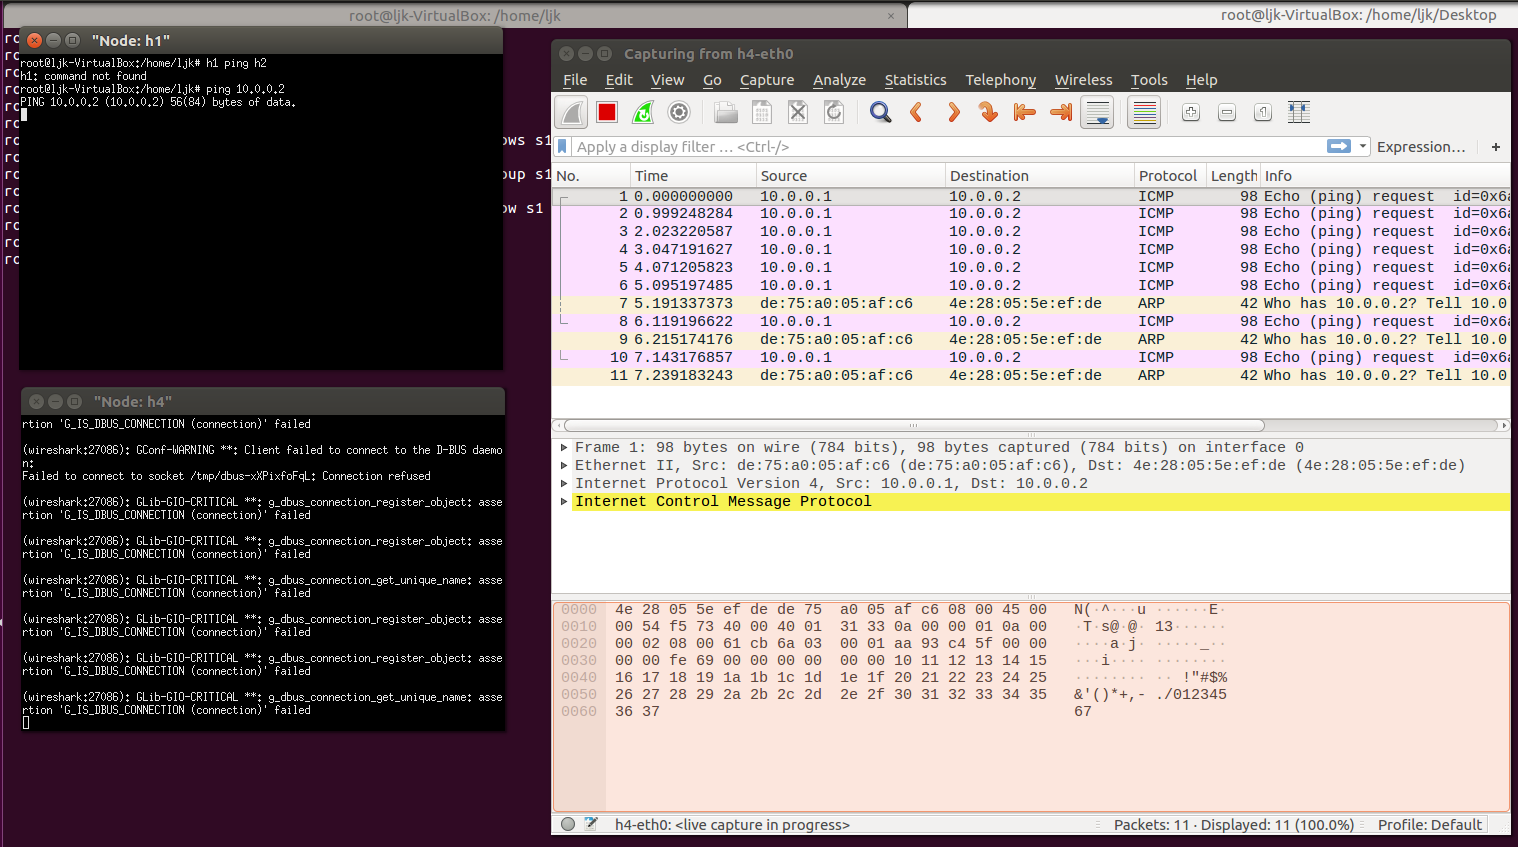 root@ljk-VirtualBox: /home/ljk ×
root@ljk-VirtualBox: /home/ljk/Desktop
"Node: h1"
root@ljk-VirtualBox:/home/ljk# h1 ping h2
h1: command not found
root@ljk-VirtualBox:/home/ljk# ping 10.0.0.2
PING 10.0.0.2 (10.0.0.2) 56(84) bytes of data.
ows s1
oup s1
ow s1
"Node: h4"
rtion 'G_IS_DBUS_CONNECTION (connection)' failed
(wireshark:27086): GConf-WARNING **: Client failed to connect to the D-BUS daemo
n:
Failed to connect to socket /tmp/dbus-xXPixfoFqL: Connection refused
(wireshark:27086): GLib-GIO-CRITICAL **: g_dbus_connection_register_object: asse
rtion 'G_IS_DBUS_CONNECTION (connection)' failed
(wireshark:27086): GLib-GIO-CRITICAL **: g_dbus_connection_register_object: asse
rtion 'G_IS_DBUS_CONNECTION (connection)' failed
(wireshark:27086): GLib-GIO-CRITICAL **: g_dbus_connection_get_unique_name: asse
rtion 'G_IS_DBUS_CONNECTION (connection)' failed
(wireshark:27086): GLib-GIO-CRITICAL **: g_dbus_connection_register_object: asse
rtion 'G_IS_DBUS_CONNECTION (connection)' failed
(wireshark:27086): GLib-GIO-CRITICAL **: g_dbus_connection_register_object: asse
rtion 'G_IS_DBUS_CONNECTION (connection)' failed
(wireshark:27086): GLib-GIO-CRITICAL **: g_dbus_connection_get_unique_name: asse
rtion 'G_IS_DBUS_CONNECTION (connection)' failed
Capturing from h4-eth0
File Edit View Go Capture Analyze Statistics Telephony Wireless Tools Help
Apply a display filter … <Ctrl-/> Expression… +
No. Time Source Destination Protocol Length Info
1 0.000000000 10.0.0.1 10.0.0.2 ICMP 98 Echo (ping) request id=0x6a
2 0.999248284 10.0.0.1 10.0.0.2 ICMP 98 Echo (ping) request id=0x6a
3 2.023220587 10.0.0.1 10.0.0.2 ICMP 98 Echo (ping) request id=0x6a
4 3.047191627 10.0.0.1 10.0.0.2 ICMP 98 Echo (ping) request id=0x6a
5 4.071205823 10.0.0.1 10.0.0.2 ICMP 98 Echo (ping) request id=0x6a
6 5.095197485 10.0.0.1 10.0.0.2 ICMP 98 Echo (ping) request id=0x6a
7 5.191337373 de:75:a0:05:af:c6 4e:28:05:5e:ef:de ARP 42 Who has 10.0.0.2? Tell 10.0
8 6.119196622 10.0.0.1 10.0.0.2 ICMP 98 Echo (ping) request id=0x6a
9 6.215174176 de:75:a0:05:af:c6 4e:28:05:5e:ef:de ARP 42 Who has 10.0.0.2? Tell 10.0
10 7.143176857 10.0.0.1 10.0.0.2 ICMP 98 Echo (ping) request id=0x6a
11 7.239183243 de:75:a0:05:af:c6 4e:28:05:5e:ef:de ARP 42 Who has 10.0.0.2? Tell 10.0
Frame 1: 98 bytes on wire (784 bits), 98 bytes captured (784 bits) on interface 0
Ethernet II, Src: de:75:a0:05:af:c6 (de:75:a0:05:af:c6), Dst: 4e:28:05:5e:ef:de (4e:28:05:5e:ef:de)
Internet Protocol Version 4, Src: 10.0.0.1, Dst: 10.0.0.2
Internet Control Message Protocol
0000 4e 28 05 5e ef de de 75 a0 05 af c6 08 00 45 00 N(·^···u ······E·
0010 00 54 f5 73 40 00 40 01 31 33 0a 00 00 01 0a 00 ·T·s@·@· 13······
0020 00 02 08 00 61 cb 6a 03 00 01 aa 93 c4 5f 00 00 ····a·j· ·····_··
0030 00 00 fe 69 00 00 00 00 00 00 10 11 12 13 14 15 ···i···· ········
0040 16 17 18 19 1a 1b 1c 1d 1e 1f 20 21 22 23 24 25 ········ ·· !"#$%
0050 26 27 28 29 2a 2b 2c 2d 2e 2f 30 31 32 33 34 35 &'()*+,- ./012345
0060 36 37 67
h4-eth0: <live capture in progress> Packets: 11 · Displayed: 11 (100.0%) Profile: Default